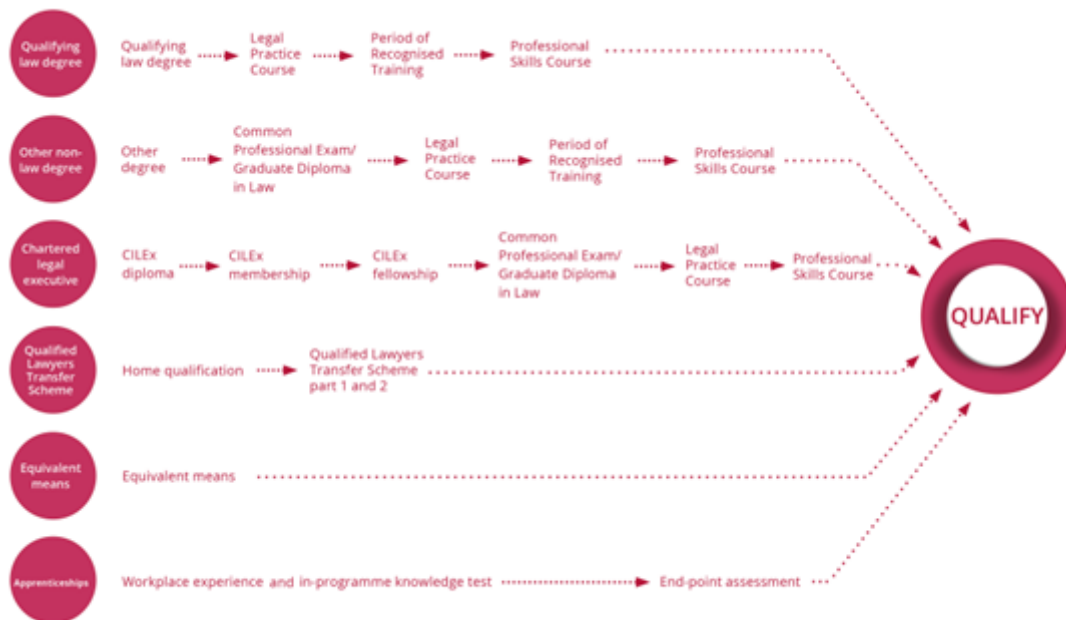 Qualifying
law degree
Qualifying
law degree
Legal
Practice
Course
Period of
Recognised
Training
Professional
Skills Course
Other non-
law degree
Other
degree
Common
Professional Exam/
Graduate Diploma
in Law
Legal
Practice
Course
Period of
Recognised
Training
Professional
Skills Course
Chartered
legal
executive
CILEx
diploma
CILEx
membership
CILEx
fellowship
Common
Professional Exam/
Graduate Diploma
in Law
Legal
Practice
Course
Professional
Skills Course
QUALIFY
Qualified
Lawyers
Transfer
Scheme
Home qualification
Qualified Lawyers
Transfer Scheme
part 1 and 2
Equivalent
means
Equivalent means
Apprenticeships
Workplace experience and in-programme knowledge test
End-point assessment